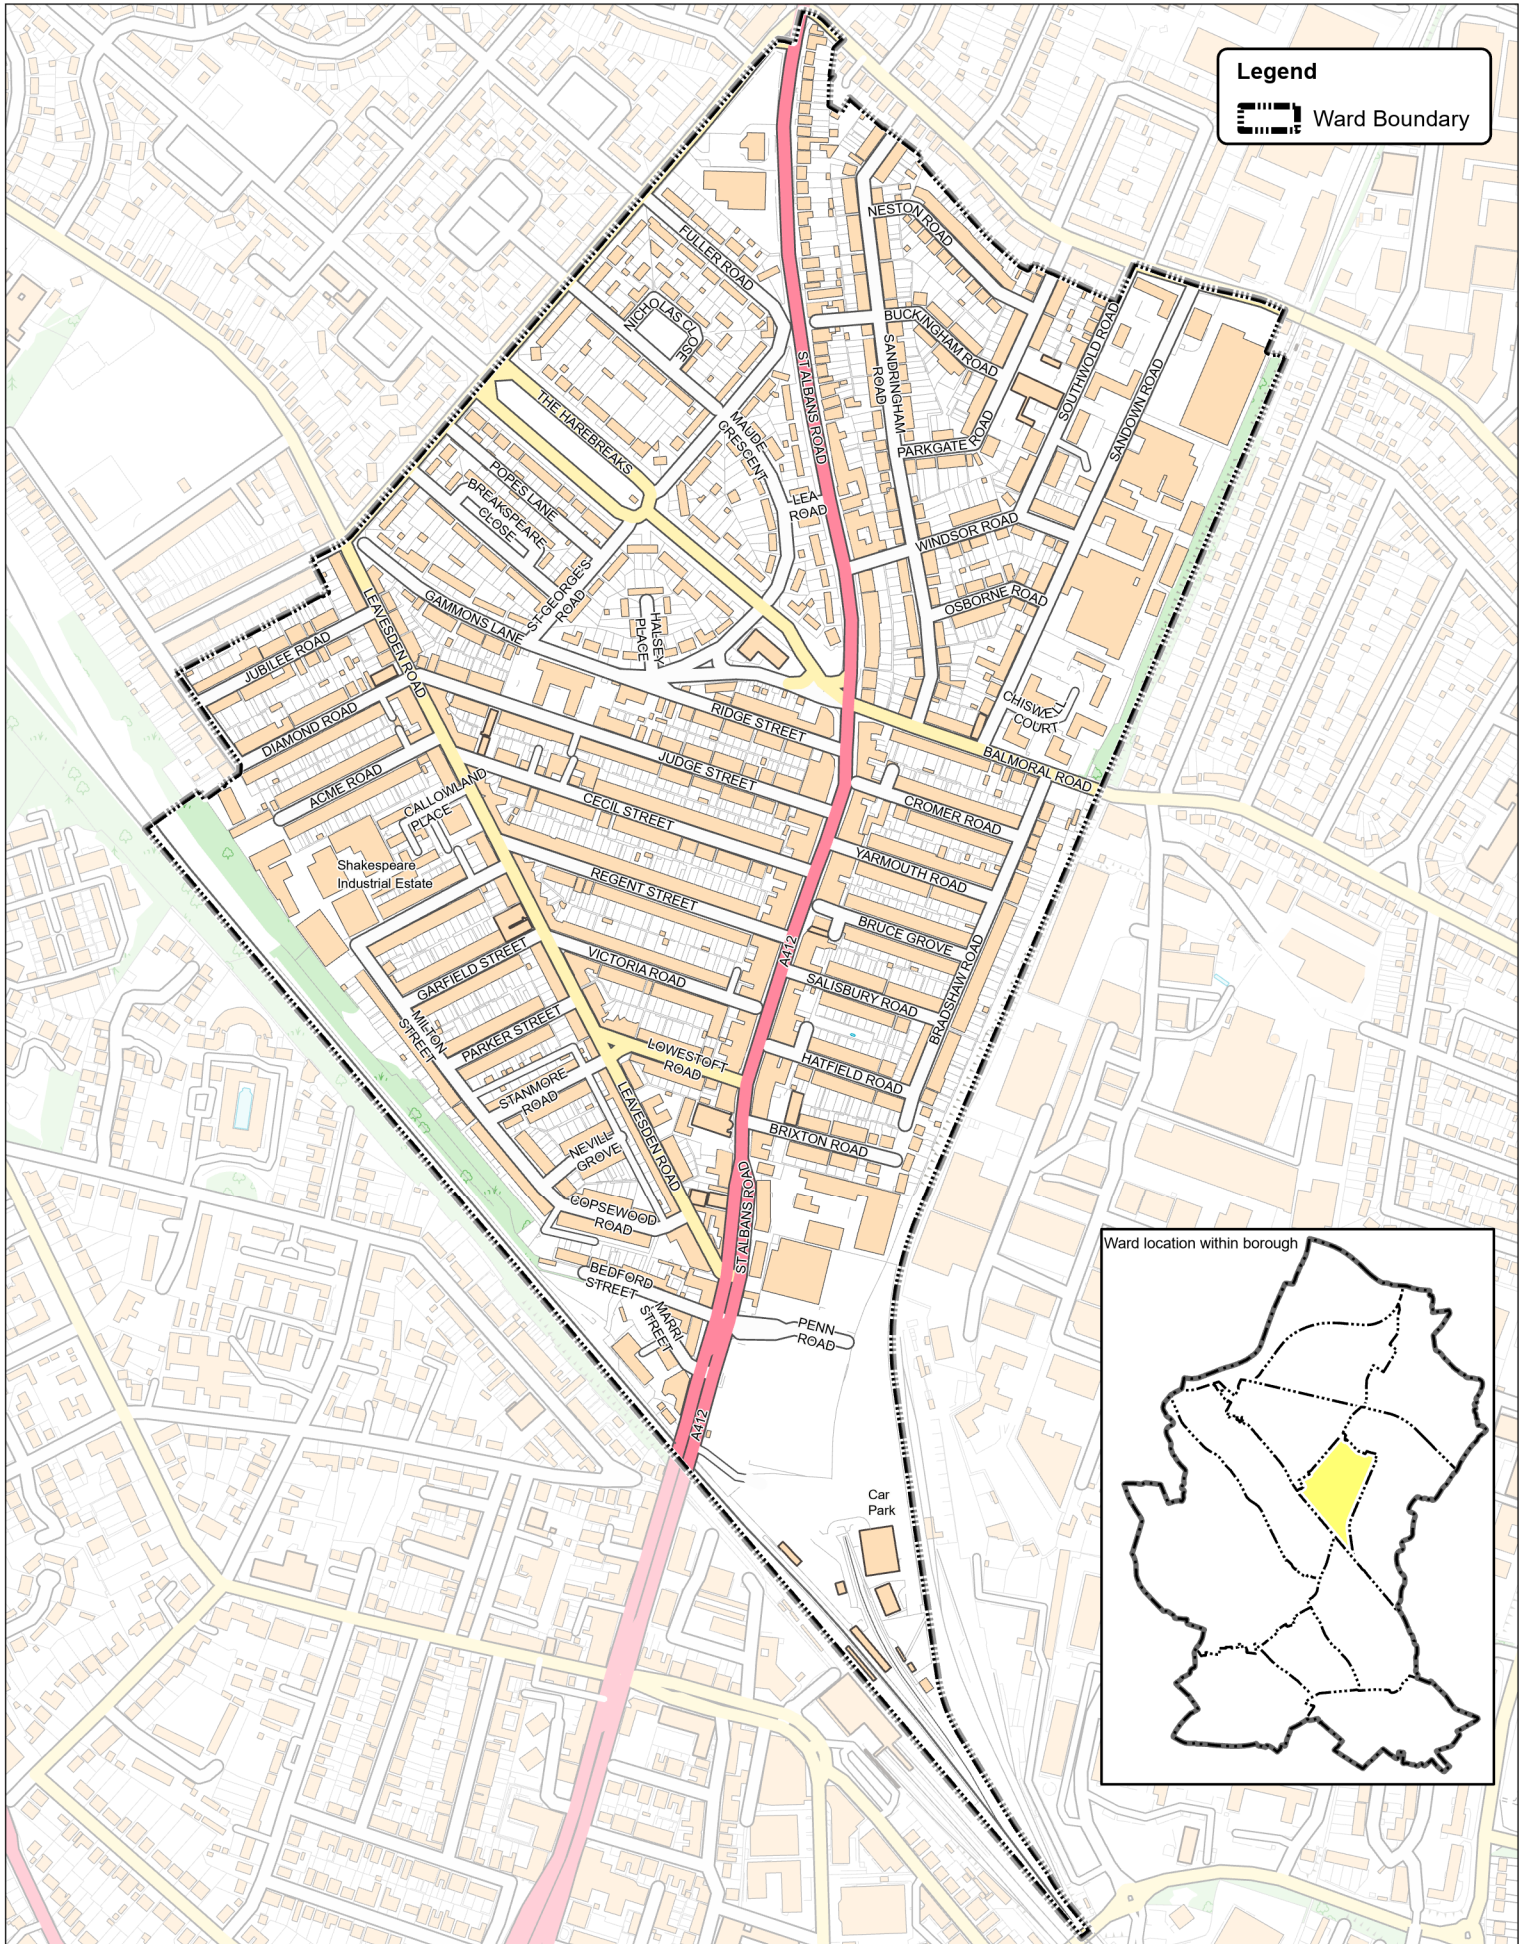 Legend
Ward Boundary
NESTON ROAD
FULLER ROAD
NICHOLAS CLOSE
BUCKINGHAM ROAD
SOUTHWOLD ROAD
SANDRINGHAM
ROAD
ST ALBANS ROAD
SANDOWN ROAD
THE HAREBREAKS
MAUDE
CRESCENT
PARKGATE ROAD
POPES LANE
BREAKSPEARE
CLOSE
LEA
ROAD
WINDSOR ROAD
OSBORNE ROAD
ST GEORGE'S
ROAD
GAMMONS LANE
HALSEY
PLACE
LEAVESDEN ROAD
JUBILEE ROAD
DIAMOND ROAD
CHISWELL
COURT
RIDGE STREET
BALMORAL ROAD
JUDGE STREET
ACME ROAD
CALLOWLAND
PLACE
CECIL STREET
CROMER ROAD
YARMOUTH ROAD
Shakespeare
Industrial Estate
REGENT STREET
BRUCE GROVE
A412
GARFIELD STREET
VICTORIA ROAD
SALISBURY ROAD
BRADSHAW ROAD
MILTON
STREET
PARKER STREET
LOWESTOFT
ROAD
HATFIELD ROAD
STANMORE
ROAD
LEAVESDEN ROAD
BRIXTON ROAD
NEVILL
GROVE
COPSEWOOD
ROAD
ST ALBANS ROAD
BEDFORD
STREET
MARRI
STREET
PENN
ROAD
A412
Car
Park
Ward location within borough